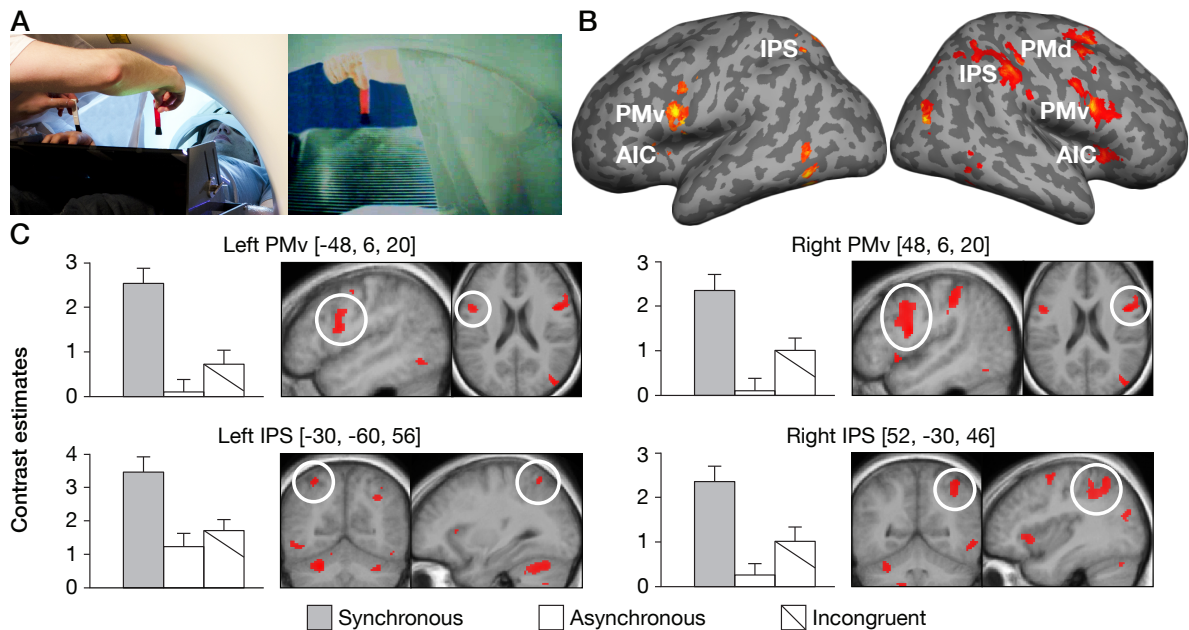 A
B
IPS
PMv
AIC
PMd
IPS
PMv
AIC
C
Contrast estimates
Left PMv [-48, 6, 20]
3
2
1
0
Right PMv [48, 6, 20]
3
2
1
0
Left IPS [-30, -60, 56]
4
3
2
1
0
Right IPS [52, -30, 46]
3
2
1
0
Synchronous
Asynchronous
Incongruent